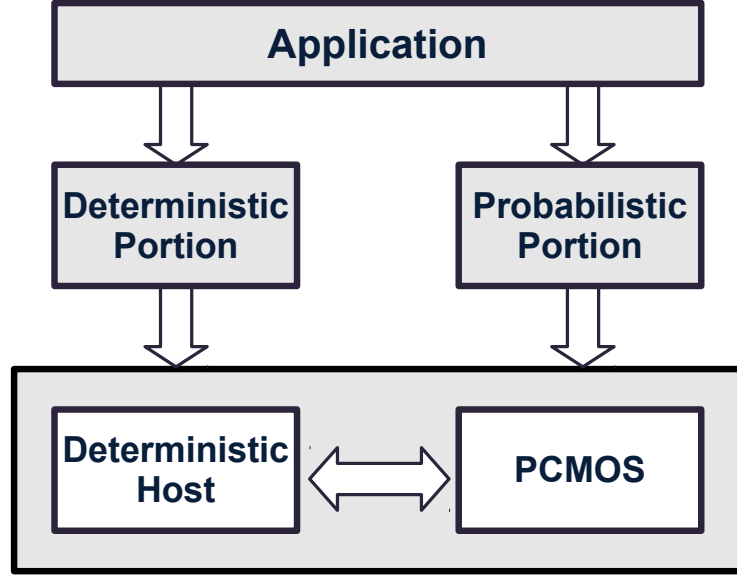 Application
Deterministic
Portion
Probabilistic
Portion
Deterministic
Host
PCMOS